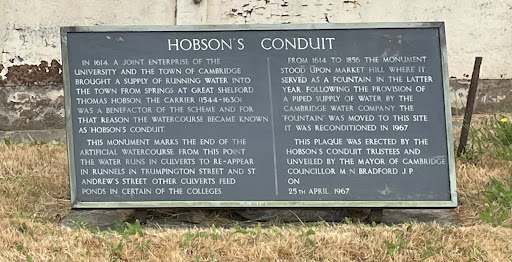 HOBSON'S CONDUIT
IN 1614, A JOINT ENTERPRISE OF THE
UNIVERSITY AND THE TOWN OF CAMBRIDGE
BROUGHT A SUPPLY OF RUNNING WATER INTO
THE TOWN FROM SPRINGS AT GREAT SHELFORD
THOMAS HOBSON, THE CARRIER (1544-1630)
WAS A BENEFACTOR OF THE SCHEME AND FOR
THAT REASON THE WATERCOURSE BECAME KNOWN
AS HOBSON'S CONDUIT
THIS MONUMENT MARKS THE END OF THE
ARTIFICIAL WATERCOURSE. FROM THIS POINT
THE WATER RUNS IN CULVERTS TO RE-APPEAR
IN RUNNELS IN TRUMPINGTON STREET AND ST
ANDREW'S STREET OTHER CULVERTS FEED
PONDS IN CERTAIN OF THE COLLEGES
FROM 1614 TO 1856 THE MONUMENT
STOOD UPON MARKET HILL WHERE IT
SERVED AS A FOUNTAIN IN THE LATTER
YEAR FOLLOWING THE PROVISION OF
A PIPED SUPPLY OF WATER BY THE
CAMBRIDGE WATER COMPANY THE
'FOUNTAIN' WAS MOVED TO THIS SITE
IT WAS RECONDITIONED IN 1967
THIS PLAQUE WAS ERECTED BY THE
HOBSON'S CONDUIT TRUSTEES AND
UNVEILED BY THE MAYOR OF CAMBRIDGE
COUNCILLOR M N BRADFORD J P
ON
25TH APRIL 1967